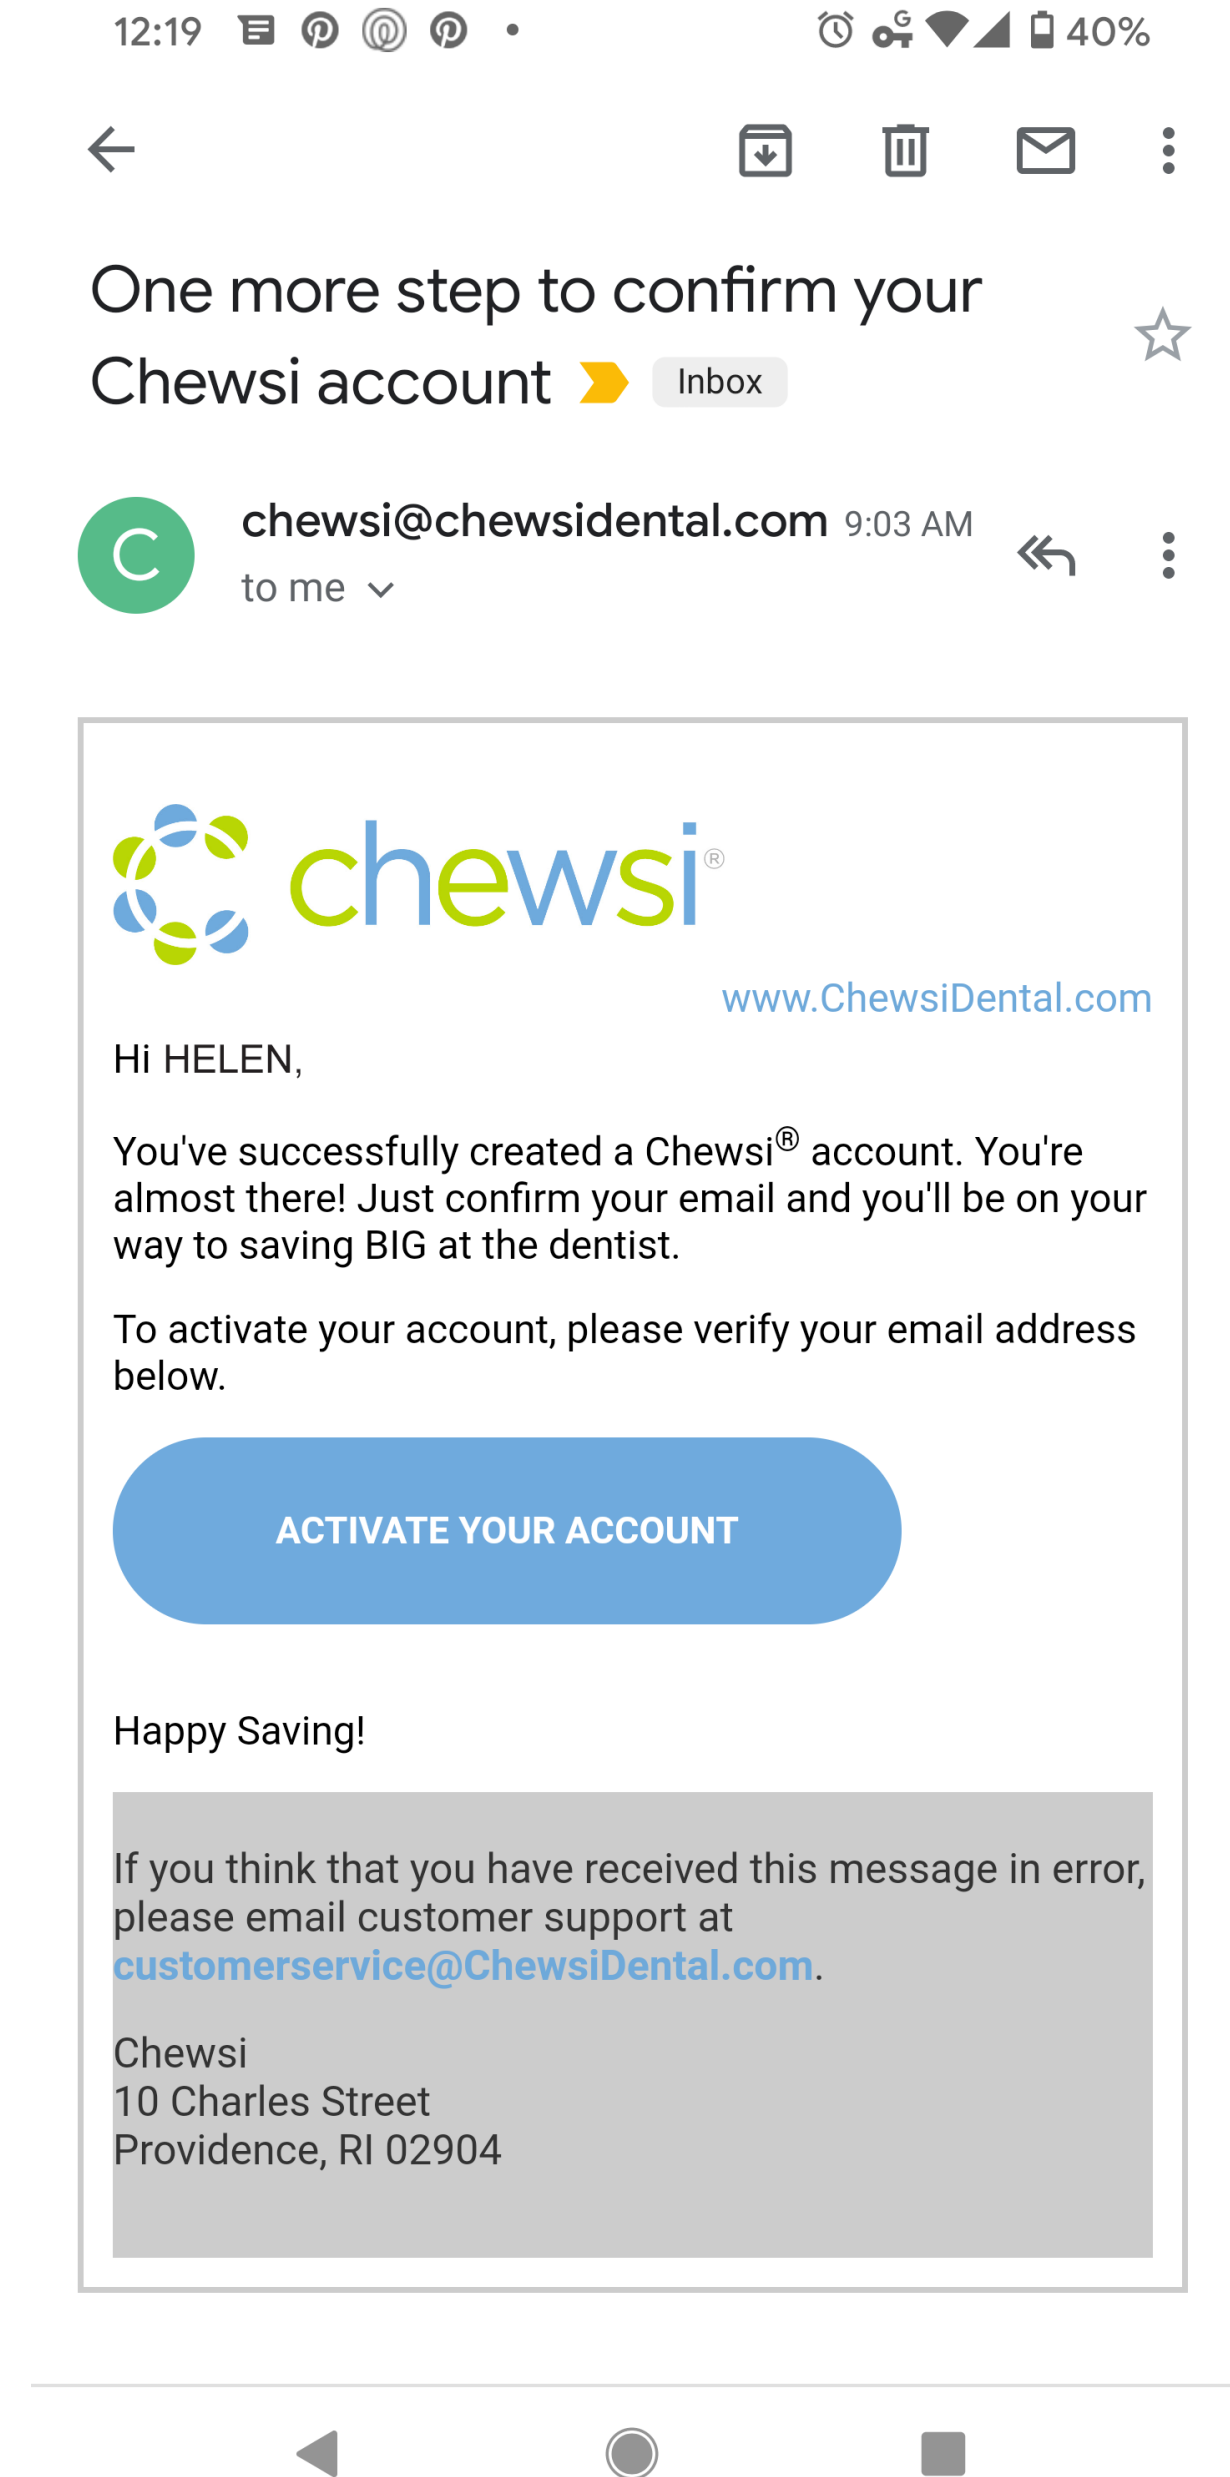 12:19
G
40%
One more step to confirm your
Chewsi account
Inbox
C
chewsi@chewsidental.com 9:03 AM
to me
chewsi®
www.ChewsiDental.com
Hi HELEN,
You've successfully created a Chewsi® account. You're
almost there! Just confirm your email and you'll be on your
way to saving BIG at the dentist.
To activate your account, please verify your email address
below.
ACTIVATE YOUR ACCOUNT
Happy Saving!
If you think that you have received this message in error,
please email customer support at
customerservice@ChewsiDental.com.
Chewsi
10 Charles Street
Providence, RI 02904